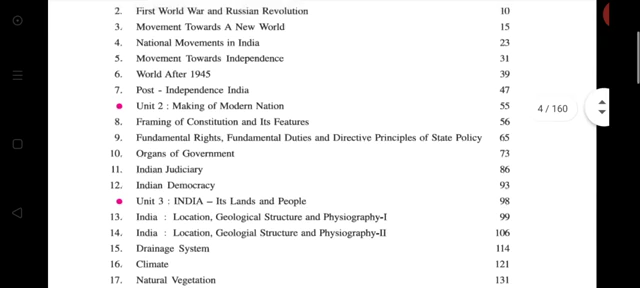 2. First World War and Russian Revolution 10
3. Movement Towards A New World 15
4. National Movements in India 23
5. Movement Towards Independence 31
6. World After 1945 39
7. Post - Independence India 47
Unit 2 : Making of Modern Nation 55
4 / 160
8. Framing of Constitution and Its Features 56
9. Fundamental Rights, Fundamental Duties and Directive Principles of State Policy 65
10. Organs of Government 73
11. Indian Judiciary 86
12. Indian Democracy 93
Unit 3 : INDIA – Its Lands and People 98
13. India : Location, Geological Structure and Physiography-I 99
14. India : Location, Geologial Structure and Physiography-II 106
15. Drainage System 114
16. Climate 121
17. Natural Vegetation 131